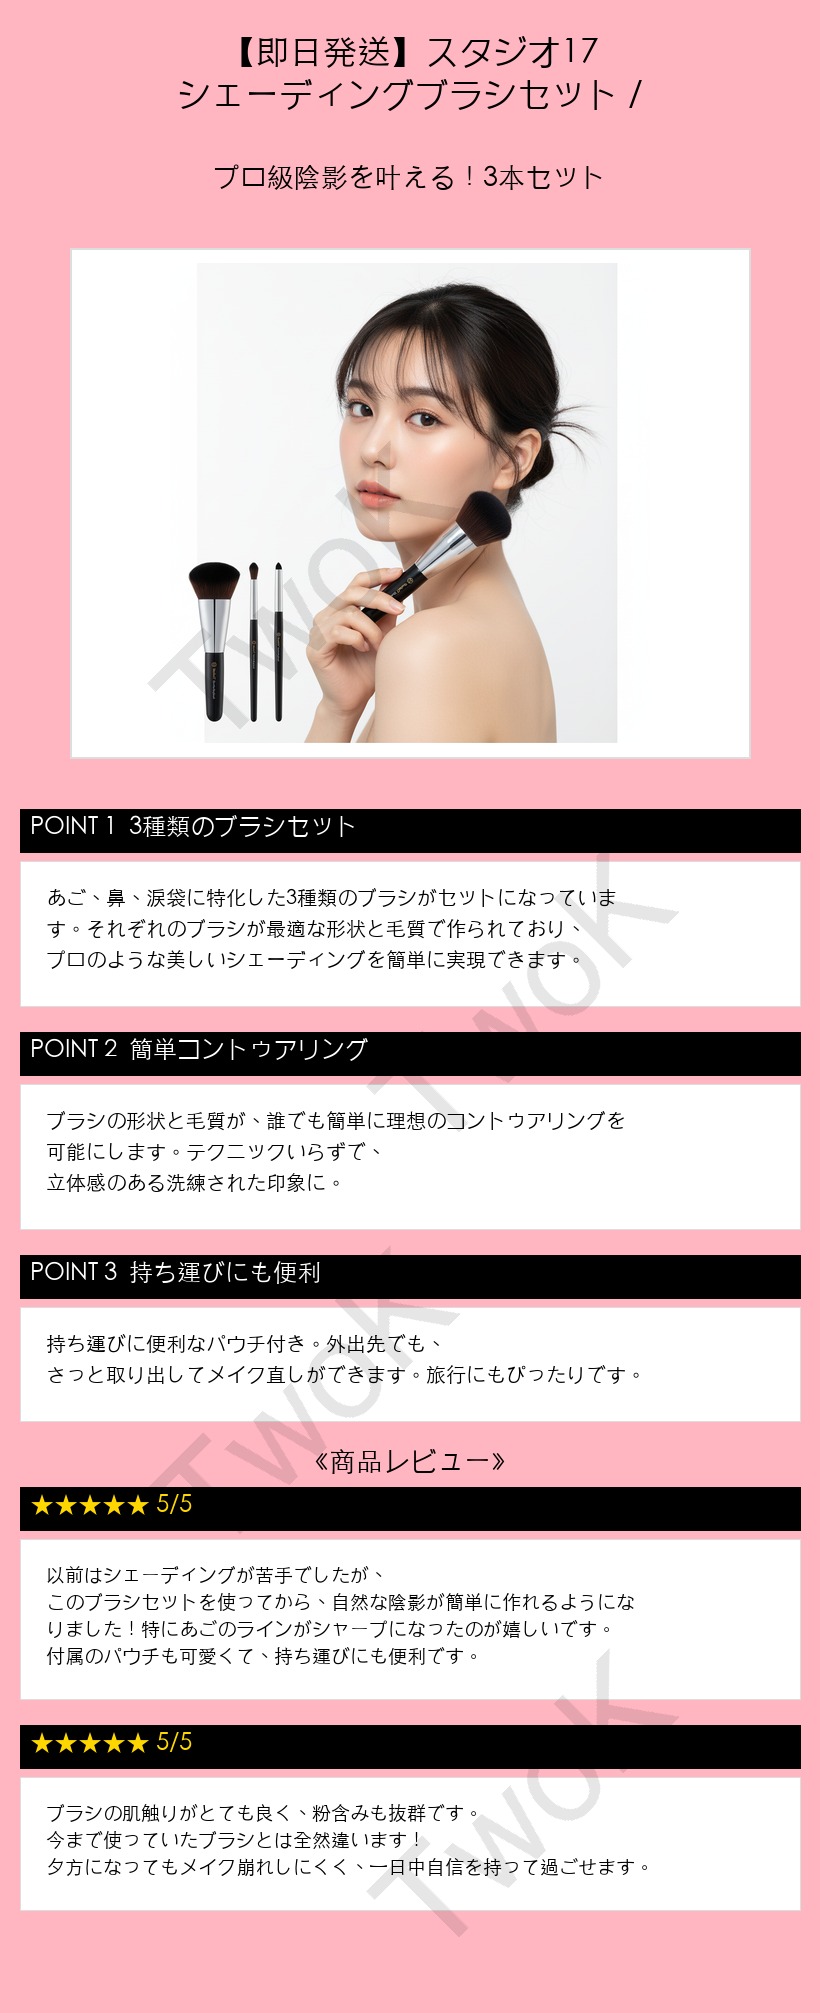 【即日発送】スタジオ17
シェーディングブラシセット /
プロ級陰影を叶える！3本セット
POINT 1 3種類のブラシセット
あご、鼻、涙袋に特化した3種類のブラシがセットになっていま
す。それぞれのブラシが最適な形状と毛質で作られており、
プロのような美しいシェーディングを簡単に実現できます。
POINT 2 簡単コントゥアリング
ブラシの形状と毛質が、誰でも簡単に理想のコントゥアリングを
可能にします。テクニックいらずで、
立体感のある洗練された印象に。
POINT 3 持ち運びにも便利
持ち運びに便利なパウチ付き。外出先でも、
さっと取り出してメイク直しができます。旅行にもぴったりです。
《商品レビュー》
★★★★★ 5/5
以前はシェーディングが苦手でしたが、
このブラシセットを使ってから、自然な陰影が簡単に作れるようにな
りました！特にあごのラインがシャープになったのが嬉しいです。
付属のパウチも可愛くて、持ち運びにも便利です。
★★★★★ 5/5
ブラシの肌触りがとても良く、粉含みも抜群です。
今まで使っていたブラシとは全然違います！
夕方になってもメイク崩れしにくく、一日中自信を持って過ごせます。
TwoK
TwoK
TwoK
TwoK